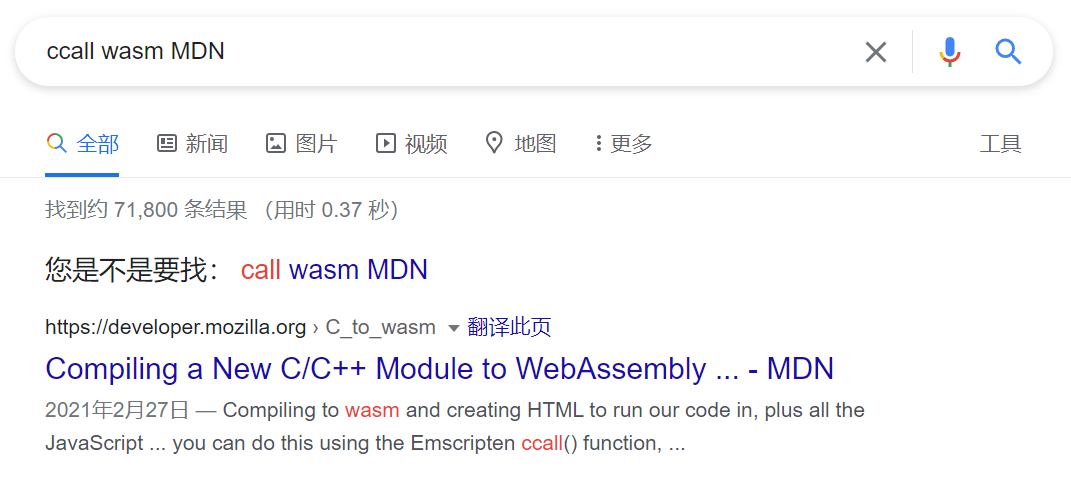 ccall wasm MDN
全部 新闻 图片 视频 地图 更多 工具
找到约 71,800 条结果 （用时 0.37 秒）
您是不是要找： call wasm MDN
https://developer.mozilla.org › C_to_wasm 翻译此页
Compiling a New C/C++ Module to WebAssembly ... - MDN
2021年2月27日 — Compiling to wasm and creating HTML to run our code in, plus all the
JavaScript ... you can do this using the Emscripten ccall() function, ...